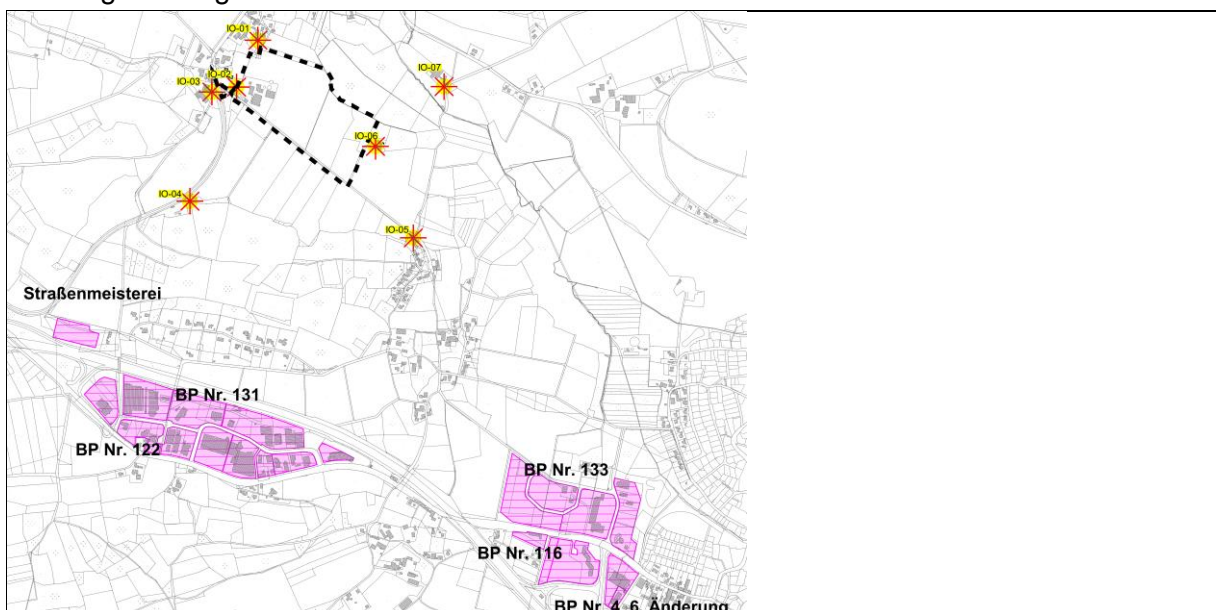 IO-01
IO-02
IO-07
IO-03
IO-06
IO-04
IO-05
Straßenmeisterei
BP Nr. 131
BP Nr. 122
BP Nr. 133
BP Nr. 116
BP Nr. 4, 6. Änderung